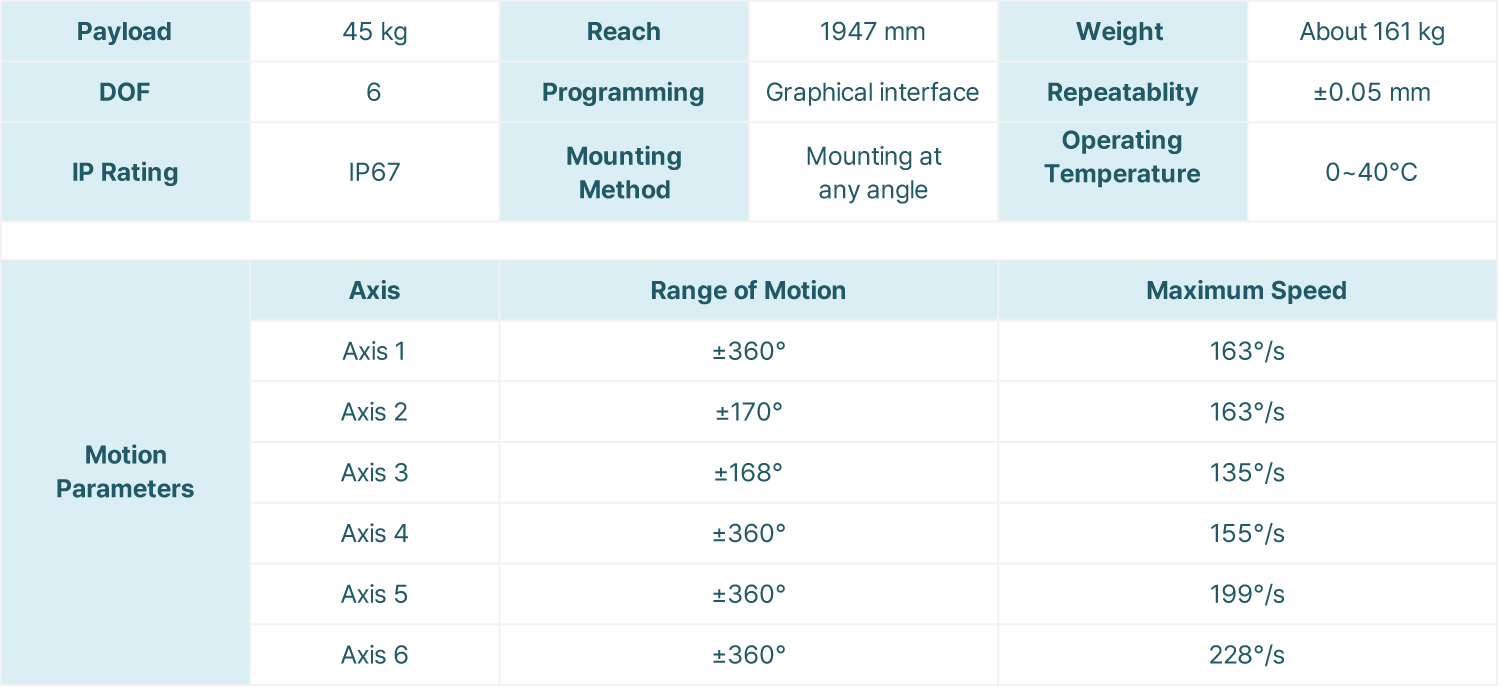 Payload 45 kg Reach 1947 mm Weight About 161 kg
DOF 6 Programming Graphical interface Repeatablity ±0.05 mm
IP Rating IP67 Mounting Method Mounting at any angle Operating Temperature 0~40°C
Axis Range of Motion Maximum Speed
Motion Parameters
Axis 1 ±360° 163°/s
Axis 2 ±170° 163°/s
Axis 3 ±168° 135°/s
Axis 4 ±360° 155°/s
Axis 5 ±360° 199°/s
Axis 6 ±360° 228°/s